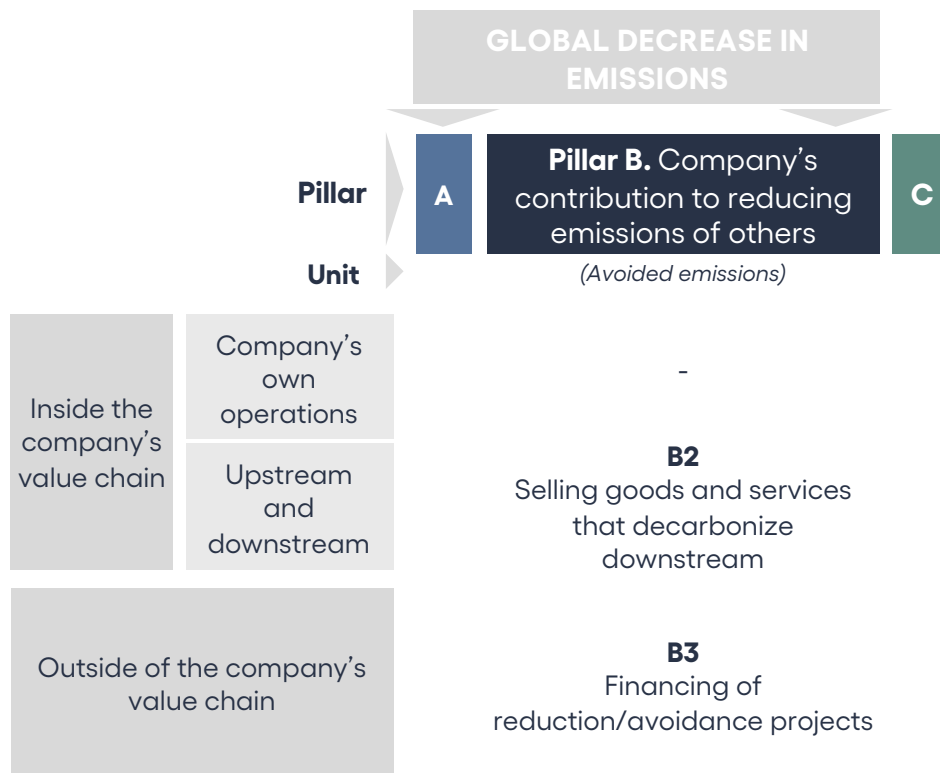 GLOBAL DECREASE IN
EMISSIONS
Pillar
A
Pillar B. Company’s
contribution to reducing
emissions of others
C
Unit
(Avoided emissions)
Inside the
company’s
value chain
Company’s
own
operations
-
Upstream
and
downstream
B2
Selling goods and services
that decarbonize
downstream
Outside of the company’s
value chain
B3
Financing of
reduction/avoidance projects